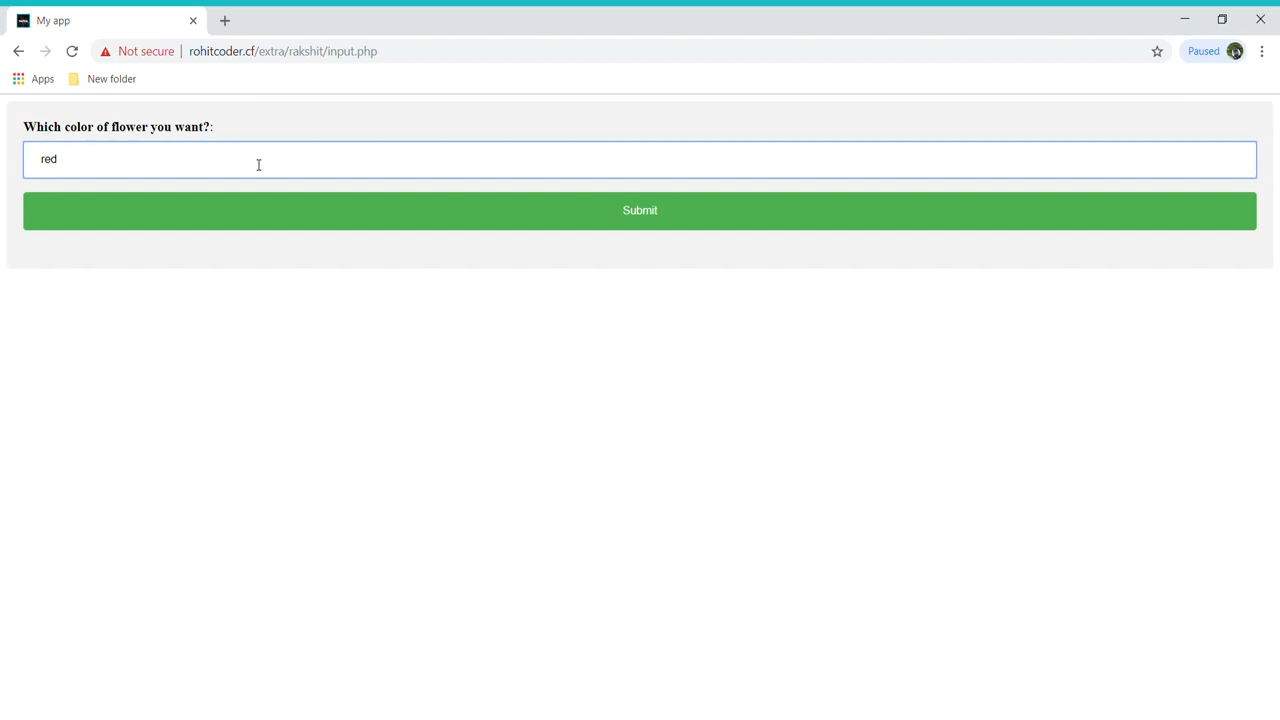 My app
Not secure | rohitcoder.cf/extra/rakshit/input.php
Paused
Apps
New folder
Which color of flower you want?:
red
Submit